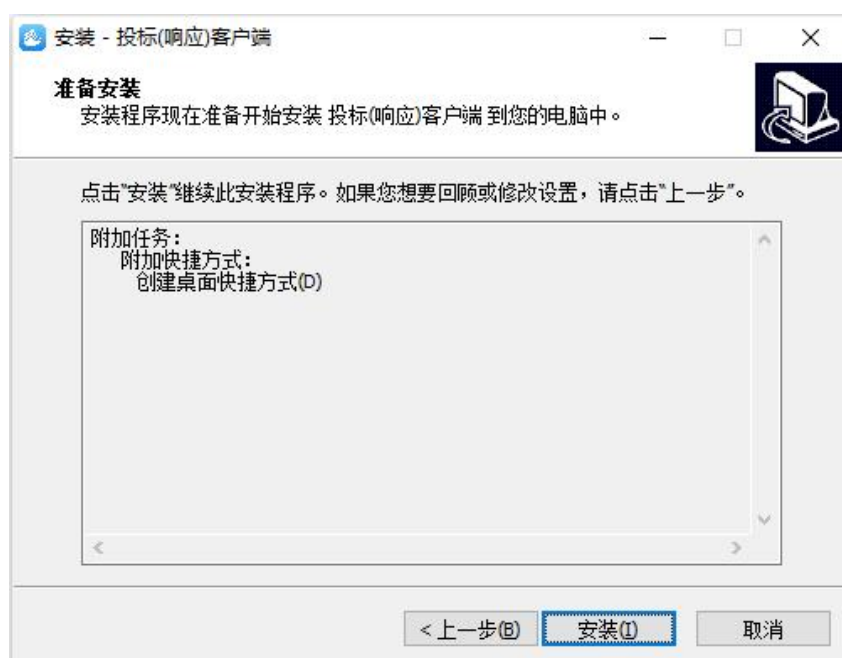 安装 - 投标(响应)客户端
准备安装
安装程序现在准备开始安装 投标(响应)客户端 到您的电脑中。
点击"安装"继续此安装程序。如果您想要回顾或修改设置，请点击"上一步"。
附加任务：
附加快捷方式：
创建桌面快捷方式(D)
<上一步(B)
安装(I)
取消